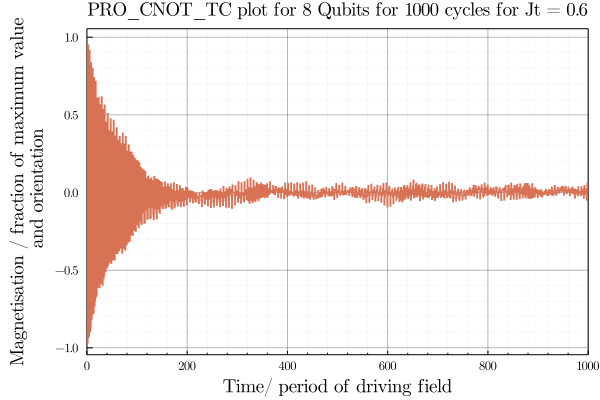 PRO_CNOT_TC plot for 8 Qubits for 1000 cycles for Jt = 0.6
Magnetisation / fraction of maximum value
and orientation
1.0
0.5
0.0
−0.5
−1.0
0 200 400 600 800 1000
Time/ period of driving field